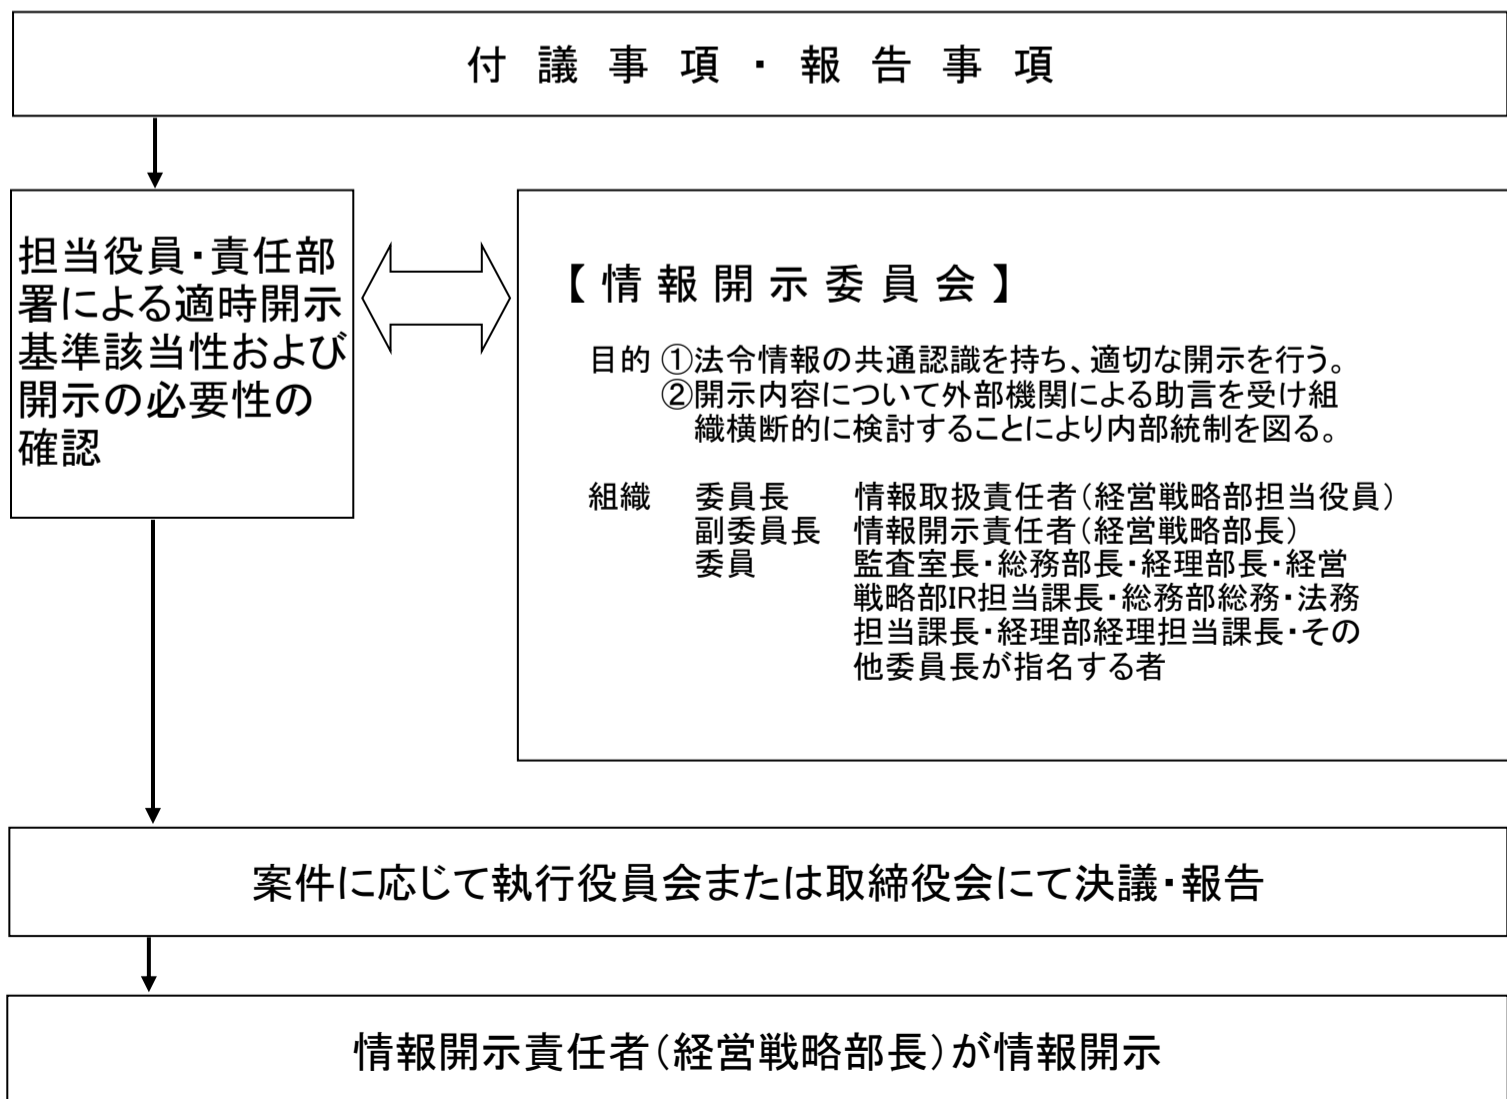 付議事項・報告事項
担当役員・責任部
署による適時開示
基準該当性および
開示の必要性の
確認
【情報開示委員会】
目的 ①法令情報の共通認識を持ち、適切な開示を行う。
②開示内容について外部機関による助言を受け組
織横断的に検討することにより内部統制を図る。
組織 委員長 情報取扱責任者(経営戦略部担当役員)
副委員長 情報開示責任者(経営戦略部長)
委員 監査室長・総務部長・経理部長・経営
戦略部IR担当課長・総務部総務・法務
担当課長・経理部経理担当課長・その
他委員長が指名する者
案件に応じて執行役員会または取締役会にて決議・報告
情報開示責任者(経営戦略部長)が情報開示